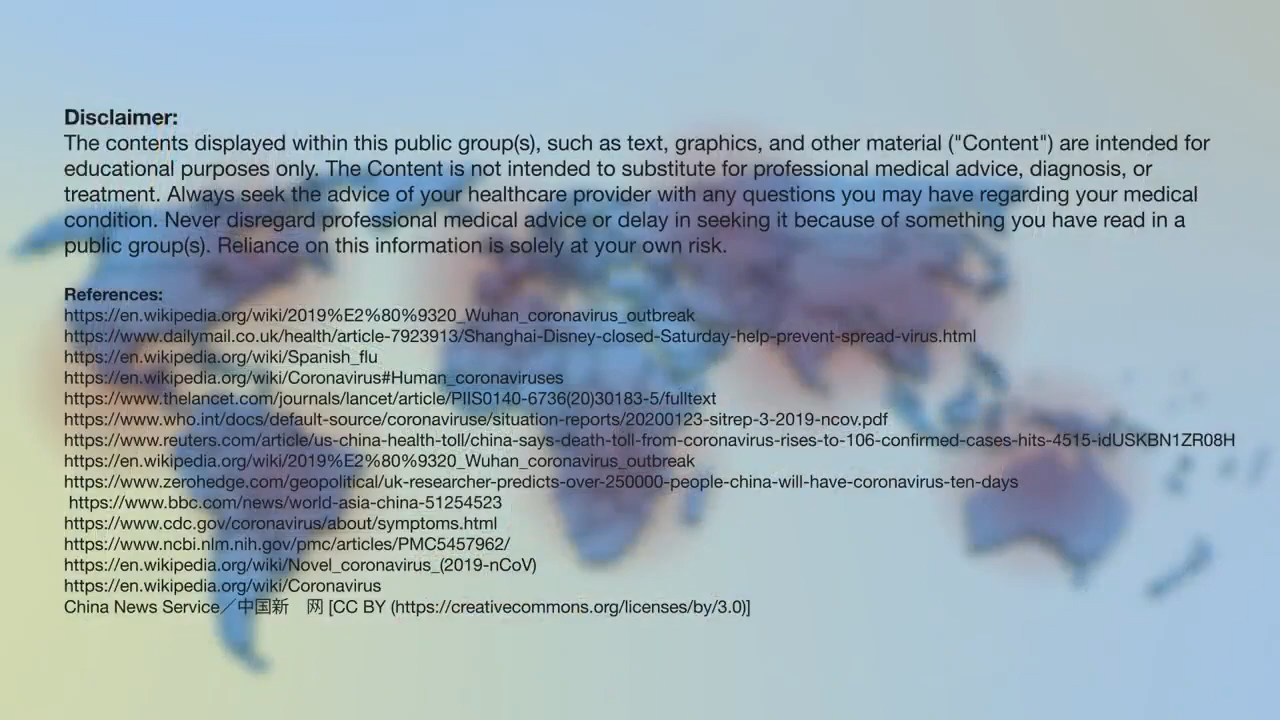 Disclaimer:
The contents displayed within this public group(s), such as text, graphics, and other material ("Content") are intended for
educational purposes only. The Content is not intended to substitute for professional medical advice, diagnosis, or
treatment. Always seek the advice of your healthcare provider with any questions you may have regarding your medical
condition. Never disregard professional medical advice or delay in seeking it because of something you have read in a
public group(s). Reliance on this information is solely at your own risk.
References:
https://en.wikipedia.org/wiki/2019%E2%80%9320_Wuhan_coronavirus_outbreak
https://www.dailymail.co.uk/health/article-7923913/Shanghai-Disney-closed-Saturday-help-prevent-spread-virus.html
https://en.wikipedia.org/wiki/Spanish_flu
https://en.wikipedia.org/wiki/Coronavirus#Human_coronaviruses
https://www.thelancet.com/journals/lancet/article/PIIS0140-6736(20)30183-5/fulltext
https://www.who.int/docs/default-source/coronaviruse/situation-reports/20200123-sitrep-3-2019-ncov.pdf
https://www.reuters.com/article/us-china-health-toll/china-says-death-toll-from-coronavirus-rises-to-106-confirmed-cases-hits-4515-idUSKBN1ZR08H
https://en.wikipedia.org/wiki/2019%E2%80%9320_Wuhan_coronavirus_outbreak
https://www.zerohedge.com/geopolitical/uk-researcher-predicts-over-250000-people-china-will-have-coronavirus-ten-days
https://www.bbc.com/news/world-asia-china-51254523
https://www.cdc.gov/coronavirus/about/symptoms.html
https://www.ncbi.nlm.nih.gov/pmc/articles/PMC5457962/
https://en.wikipedia.org/wiki/Novel_coronavirus_(2019-nCoV)
https://en.wikipedia.org/wiki/Coronavirus
China News Service／中国新　网 [CC BY (https://creativecommons.org/licenses/by/3.0)]